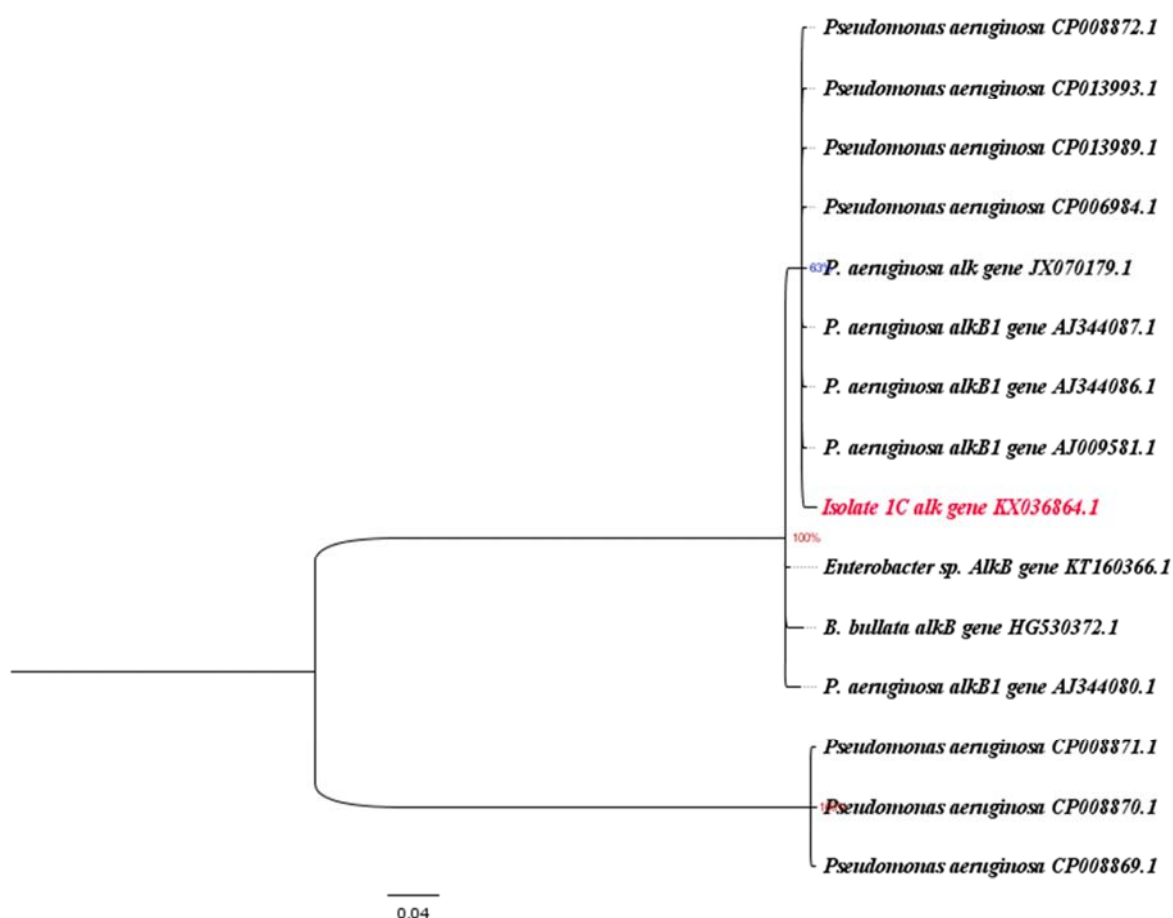 Pseudomonas aeruginosa CP008872.1
Pseudomonas aeruginosa CP013993.1
Pseudomonas aeruginosa CP013989.1
Pseudomonas aeruginosa CP006984.1
63% P. aeruginosa alk gene JX070179.1
P. aeruginosa alkB1 gene AJ344087.1
P. aeruginosa alkB1 gene AJ344086.1
P. aeruginosa alkB1 gene AJ009581.1
Isolate 1C alk gene KX036864.1
100%
Enterobacter sp. AlkB gene KT160366.1
B. bullata alkB gene HG530372.1
P. aeruginosa alkB1 gene AJ344080.1
Pseudomonas aeruginosa CP008871.1
Pseudomonas aeruginosa CP008870.1
Pseudomonas aeruginosa CP008869.1
0.04